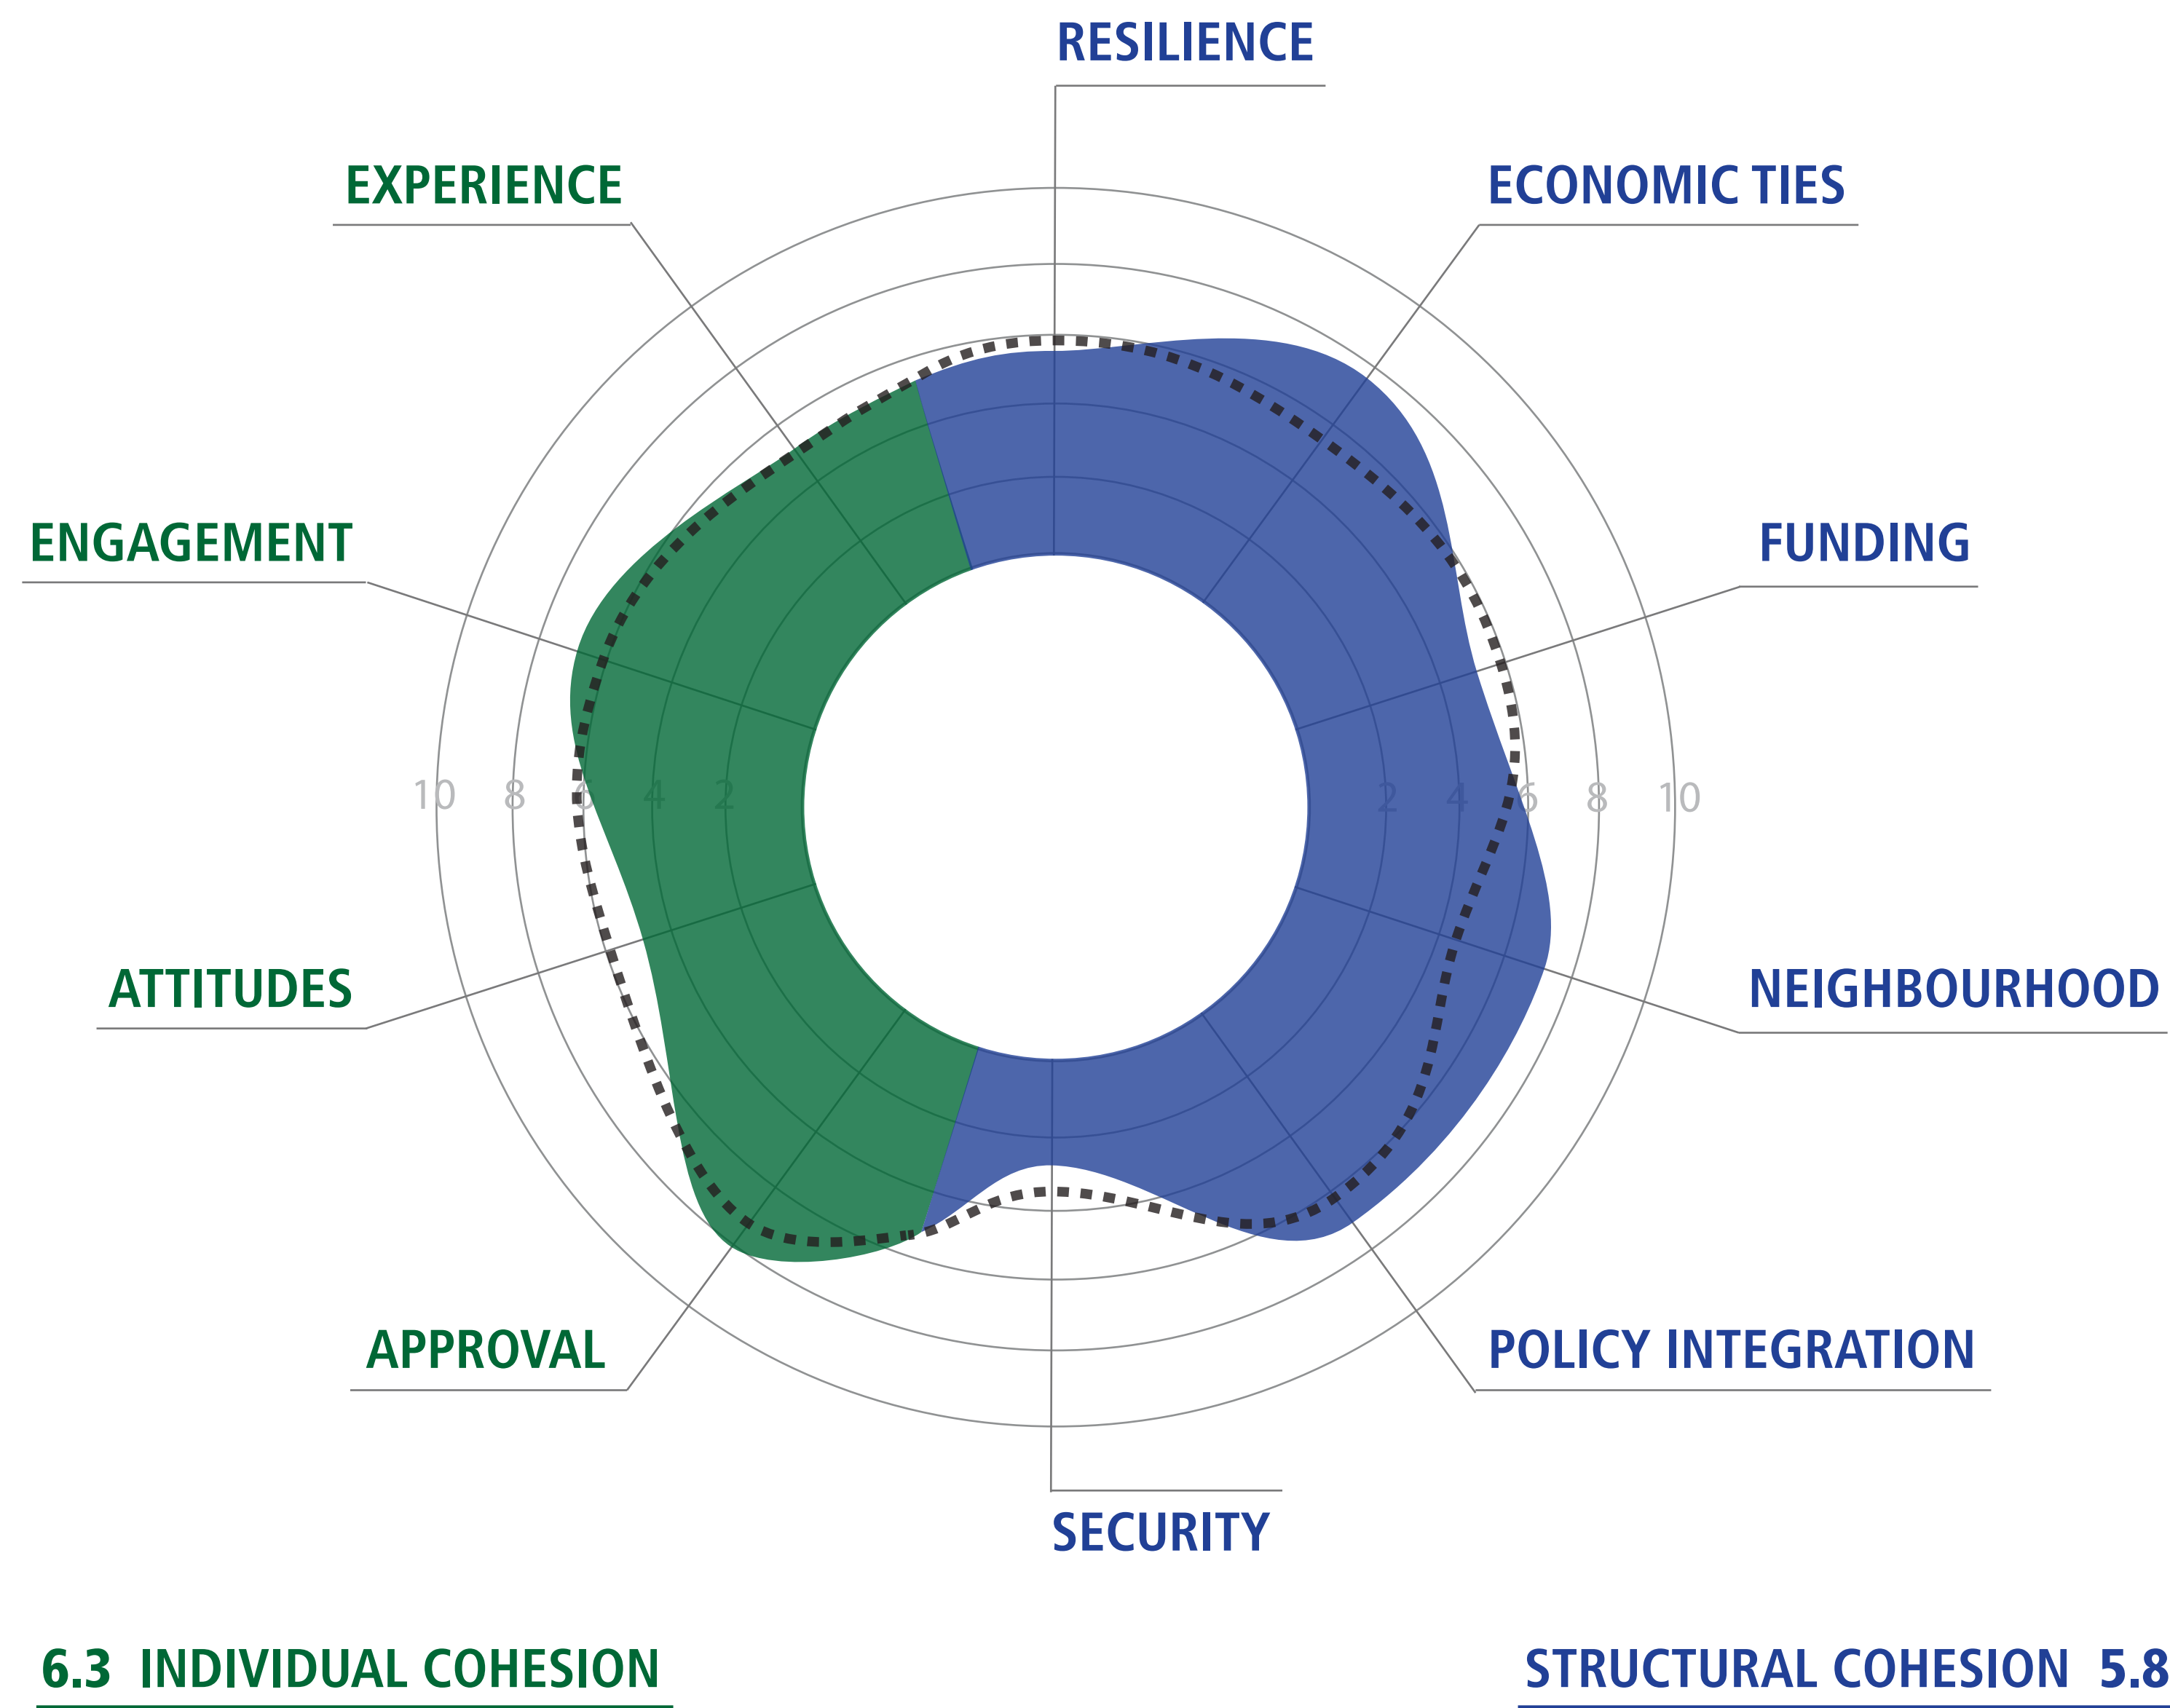 RESILIENCE
EXPERIENCE
ECONOMIC TIES
ENGAGEMENT
FUNDING
10 8 6 4 2 2 4 6 8 10
ATTITUDES
NEIGHBOURHOOD
APPROVAL
POLICY INTEGRATION
SECURITY
6.3 INDIVIDUAL COHESION
STRUCTURAL COHESION 5.8